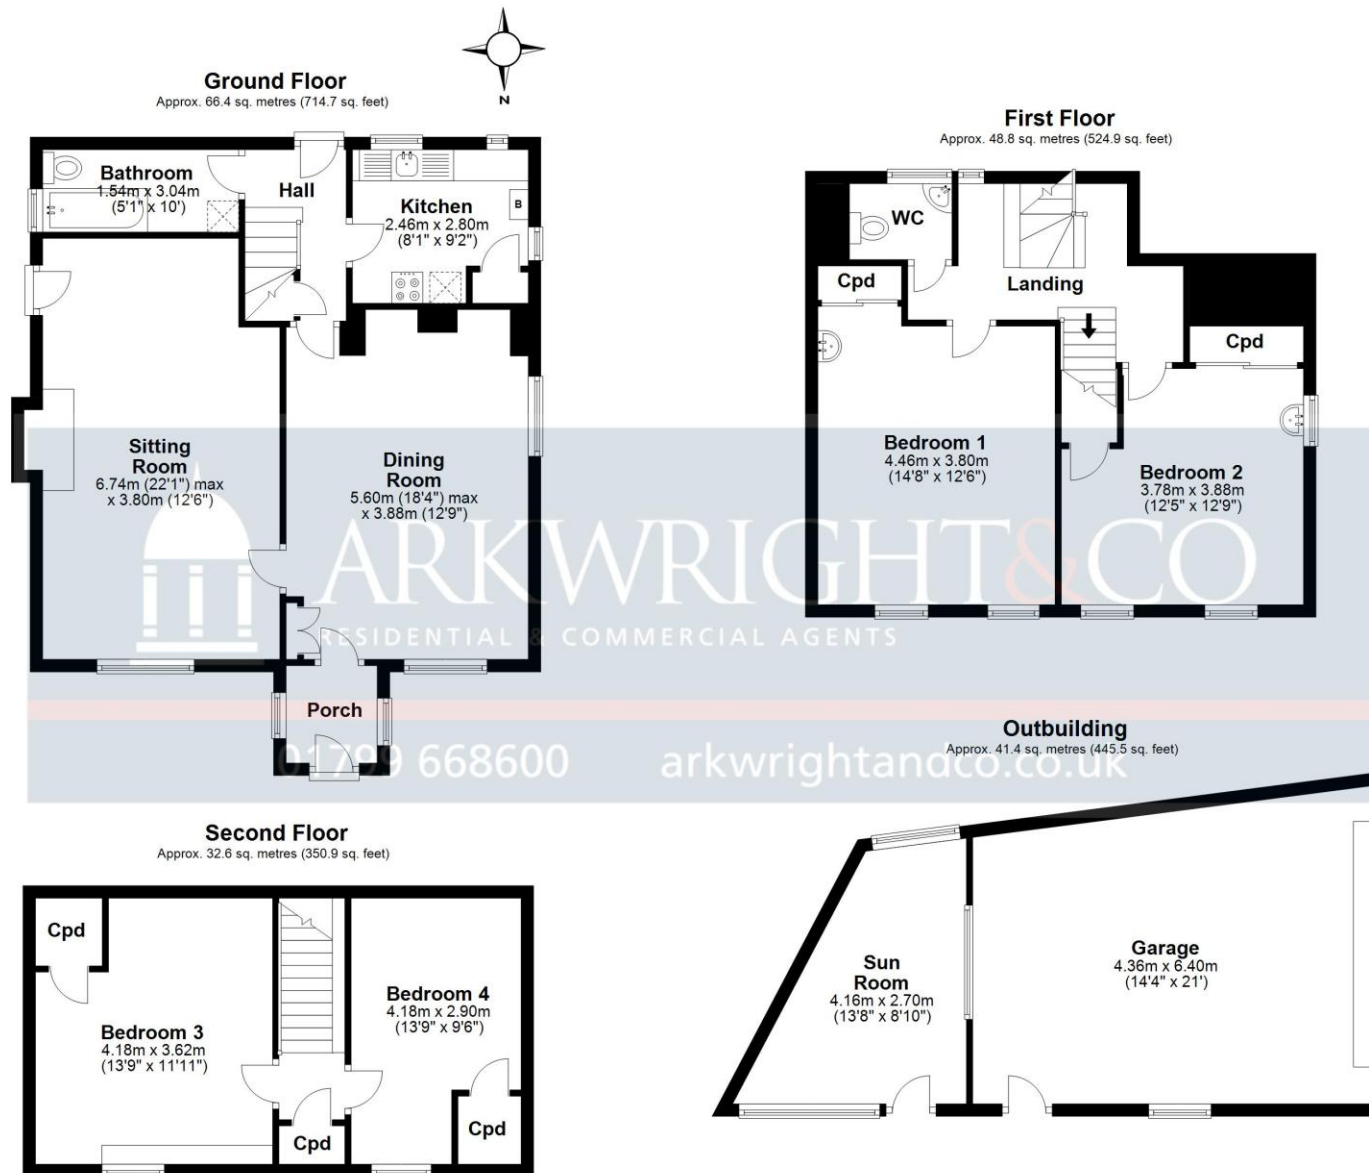 N
Ground Floor
Approx. 66.4 sq. metres (714.7 sq. feet)
Bathroom
1.54m x 3.04m
(5'1" x 10')
Hall
Kitchen
2.46m x 2.80m
(8'1" x 9'2")
B
Sitting
Room
6.74m (22'1") max
x 3.80m (12'6")
Dining
Room
5.60m (18'4") max
x 3.88m (12'9")
Porch
First Floor
Approx. 48.8 sq. metres (524.9 sq. feet)
WC
Cpd
Landing
Cpd
Bedroom 1
4.46m x 3.80m
(14'8" x 12'6")
Bedroom 2
3.78m x 3.88m
(12'5" x 12'9")
ARKWRIGHT&CO
RESIDENTIAL & COMMERCIAL AGENTS
01799 668600 arkwrightandco.co.uk
Second Floor
Approx. 32.6 sq. metres (350.9 sq. feet)
Cpd
Bedroom 3
4.18m x 3.62m
(13'9" x 11'11")
Bedroom 4
4.18m x 2.90m
(13'9" x 9'6")
Cpd
Cpd
Outbuilding
Approx. 41.4 sq. metres (445.5 sq. feet)
Sun
Room
4.16m x 2.70m
(13'8" x 8'10")
Garage
4.36m x 6.40m
(14'4" x 21')